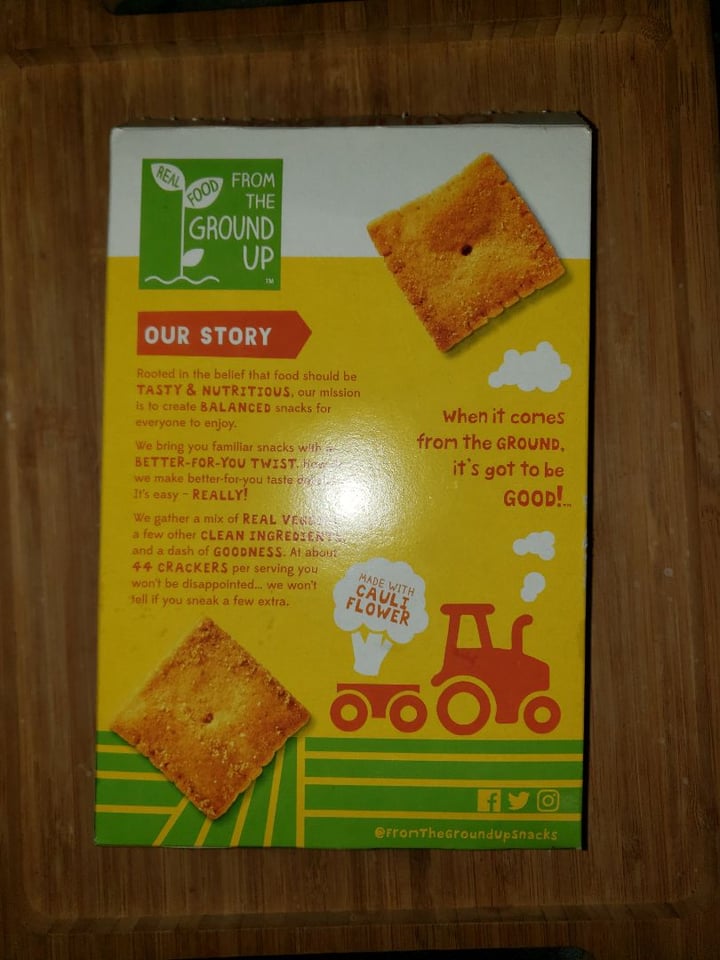 REAL
FOOD
FROM
THE
GROUND
UP
TM
OUR STORY
Rooted in the belief that food should be
TASTY & NUTRITIOUS, our mission
is to create BALANCED snacks for
everyone to enjoy.
We bring you familiar snacks with a
BETTER-FOR-YOU TWIST.
we make better-for-you taste
It's easy - REALLY!
We gather a mix of REAL
a few other CLEAN INGREDIENTS,
and a dash of GOODNESS. At about
44 CRACKERS per serving you
won't be disappointed... we won't
tell if you sneak a few extra.
When it comes
from the GROUND,
it's got to be
GOOD!
MADE WITH
CAULI
FLOWER
@FromTheGroundUpSnacks